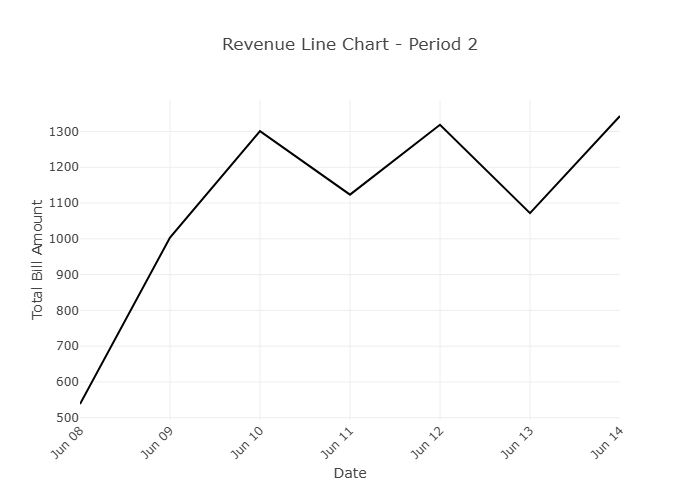 Revenue Line Chart - Period 2
Total Bill Amount
1300
1200
1100
1000
900
800
700
600
500
Jun 08
Jun 09
Jun 10
Jun 11
Jun 12
Jun 13
Jun 14
Date